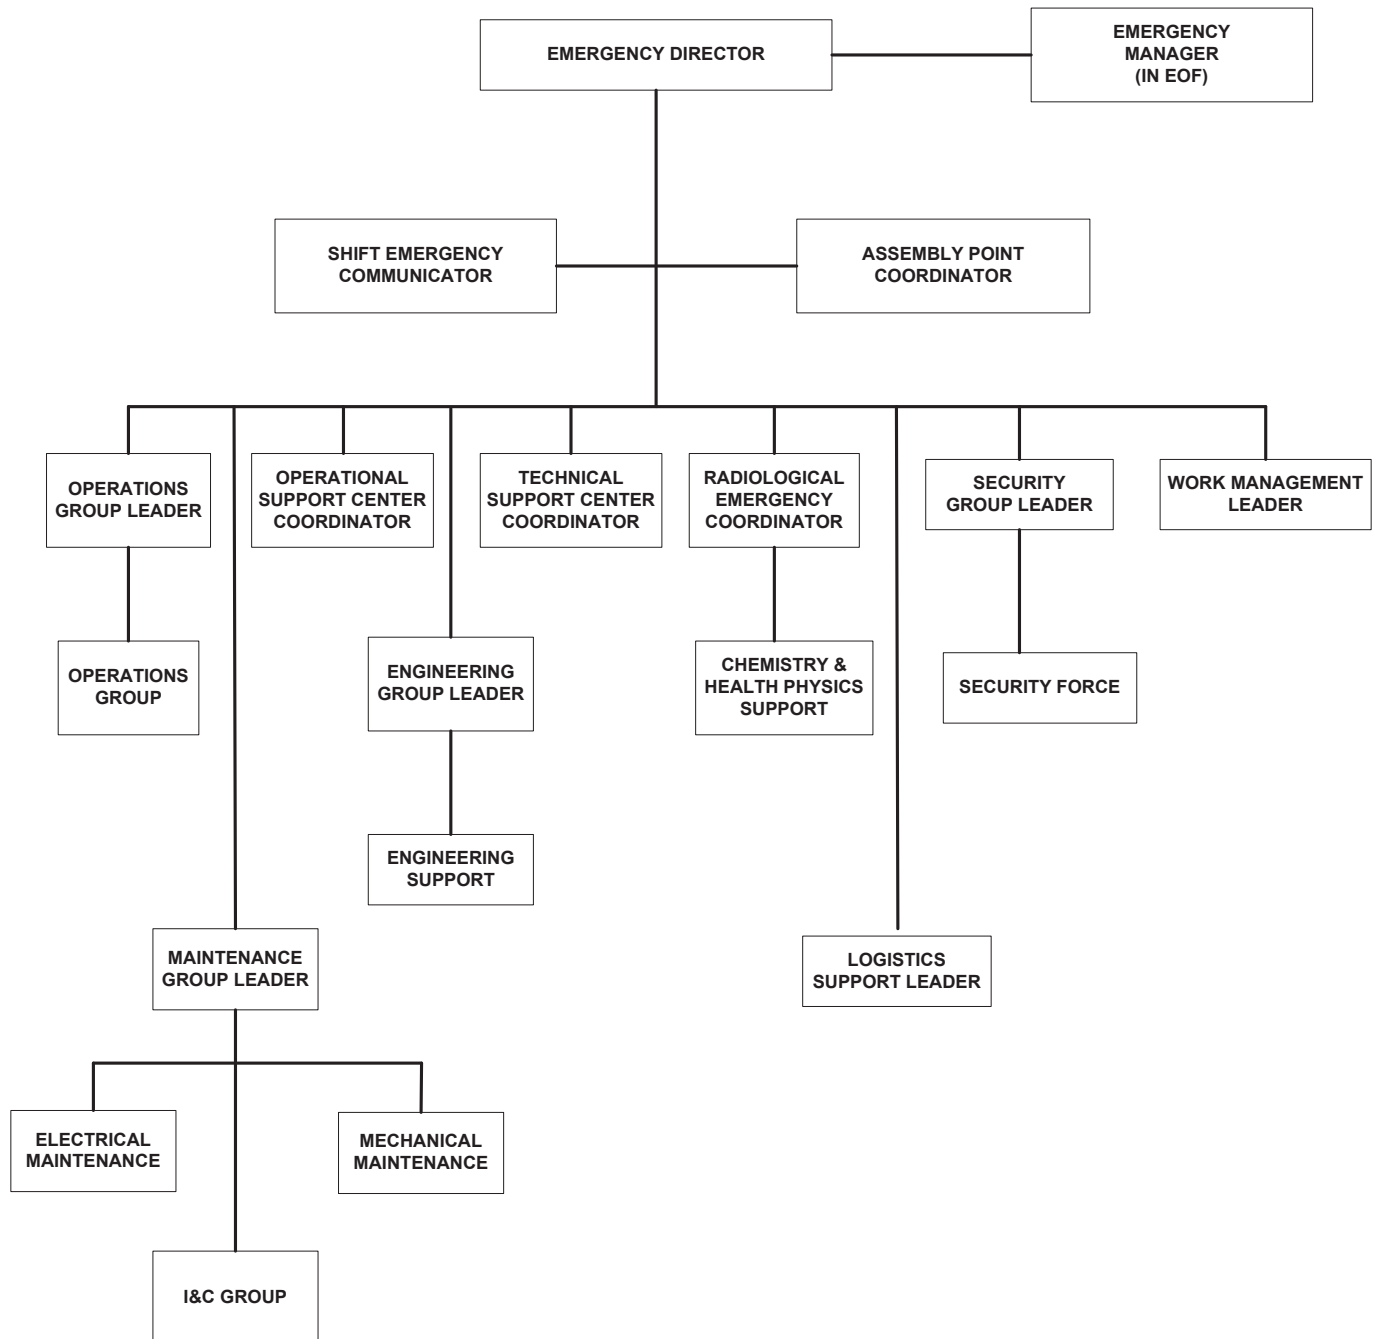 EMERGENCY DIRECTOR
EMERGENCY
MANAGER
(IN EOF)
SHIFT EMERGENCY
COMMUNICATOR
ASSEMBLY POINT
COORDINATOR
OPERATIONS
GROUP LEADER
OPERATIONAL
SUPPORT CENTER
COORDINATOR
TECHNICAL
SUPPORT CENTER
COORDINATOR
RADIOLOGICAL
EMERGENCY
COORDINATOR
SECURITY
GROUP LEADER
WORK MANAGEMENT
LEADER
OPERATIONS
GROUP
ENGINEERING
GROUP LEADER
CHEMISTRY &
HEALTH PHYSICS
SUPPORT
SECURITY FORCE
ENGINEERING
SUPPORT
MAINTENANCE
GROUP LEADER
LOGISTICS
SUPPORT LEADER
ELECTRICAL
MAINTENANCE
MECHANICAL
MAINTENANCE
I&C GROUP